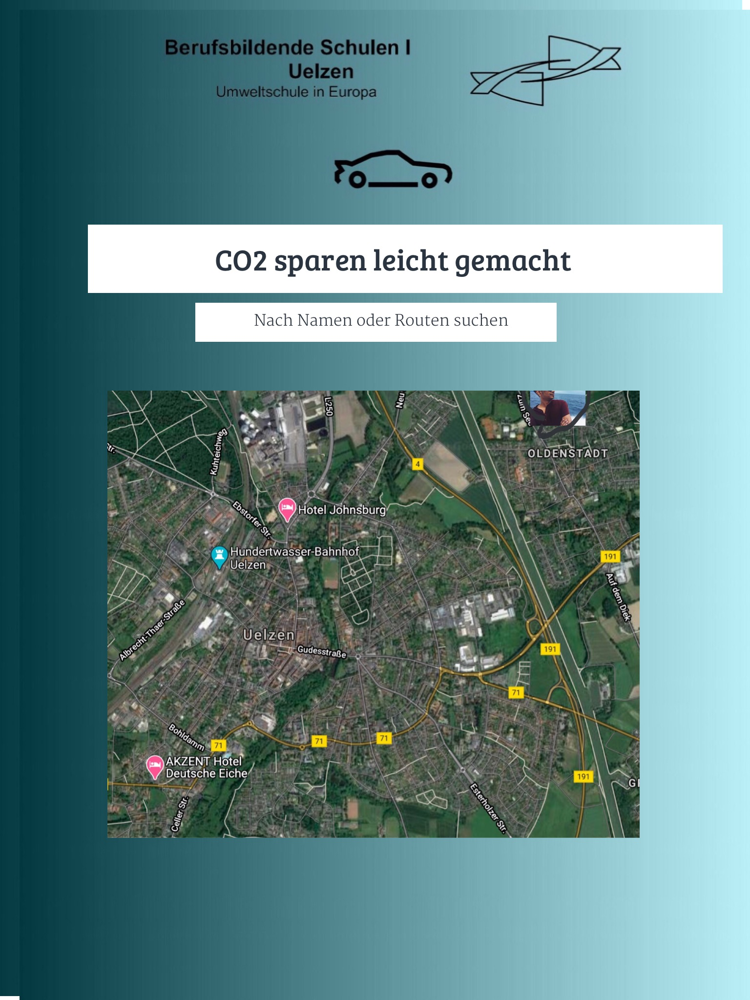 Berufsbildende Schulen I
Uelzen
Umweltschule in Europa
CO2 sparen leicht gemacht
Nach Namen oder Routen suchen
L250
Neu
Zum See
Kuhteichweg
Str.
OLDENSTADT
4
Ebstorfer Str.
Hotel Johnsburg
Hundertwasser-Bahnhof
Uelzen
191
Auf dem Diek
Albrecht-Thaer-Straße
Uelzen
Gudesstraße
191
71
Bohldamm
71
71
71
AKZENT Hotel
Deutsche Eiche
191
Celler Str.
Esterholzer Str.